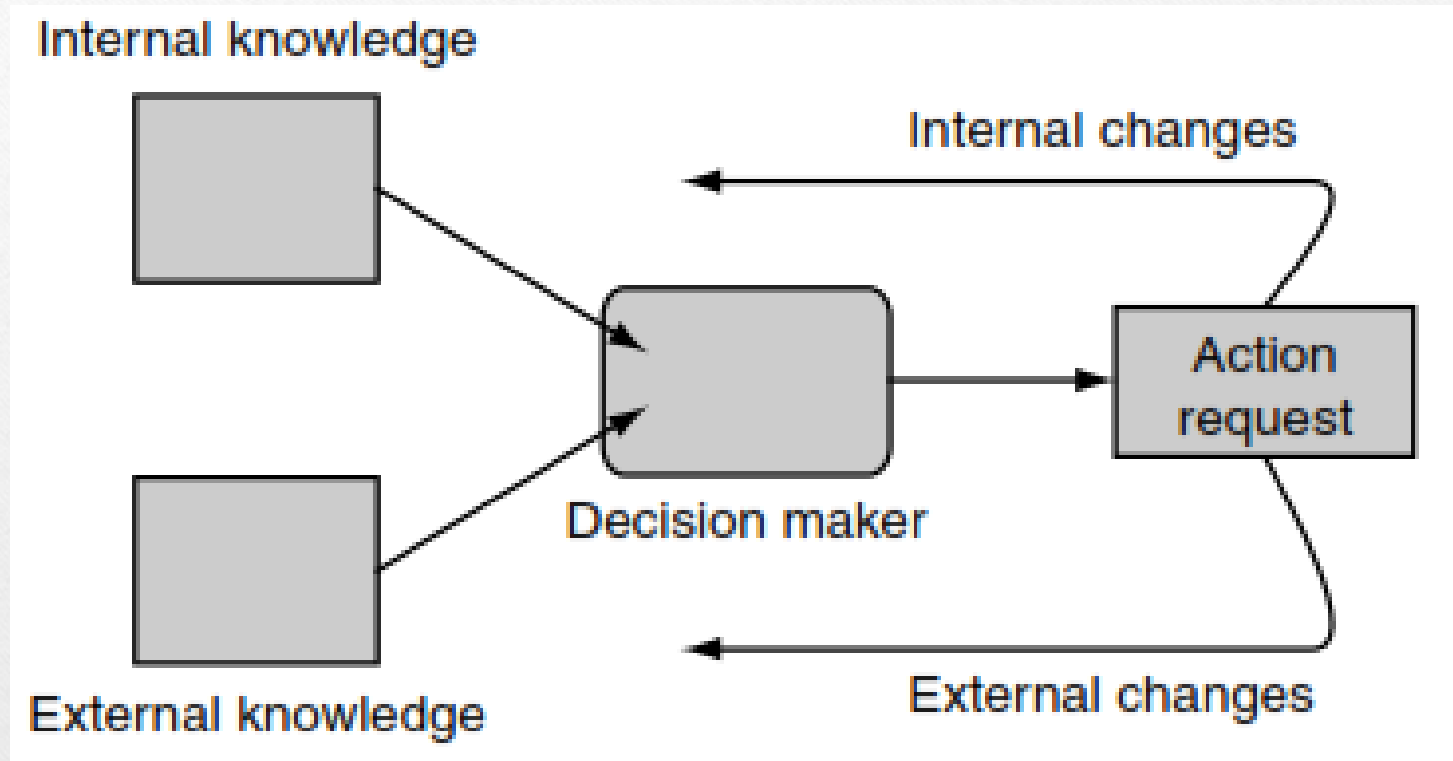 Internal knowledge
Internal changes
Action
request
Decision maker
External changes
External knowledge